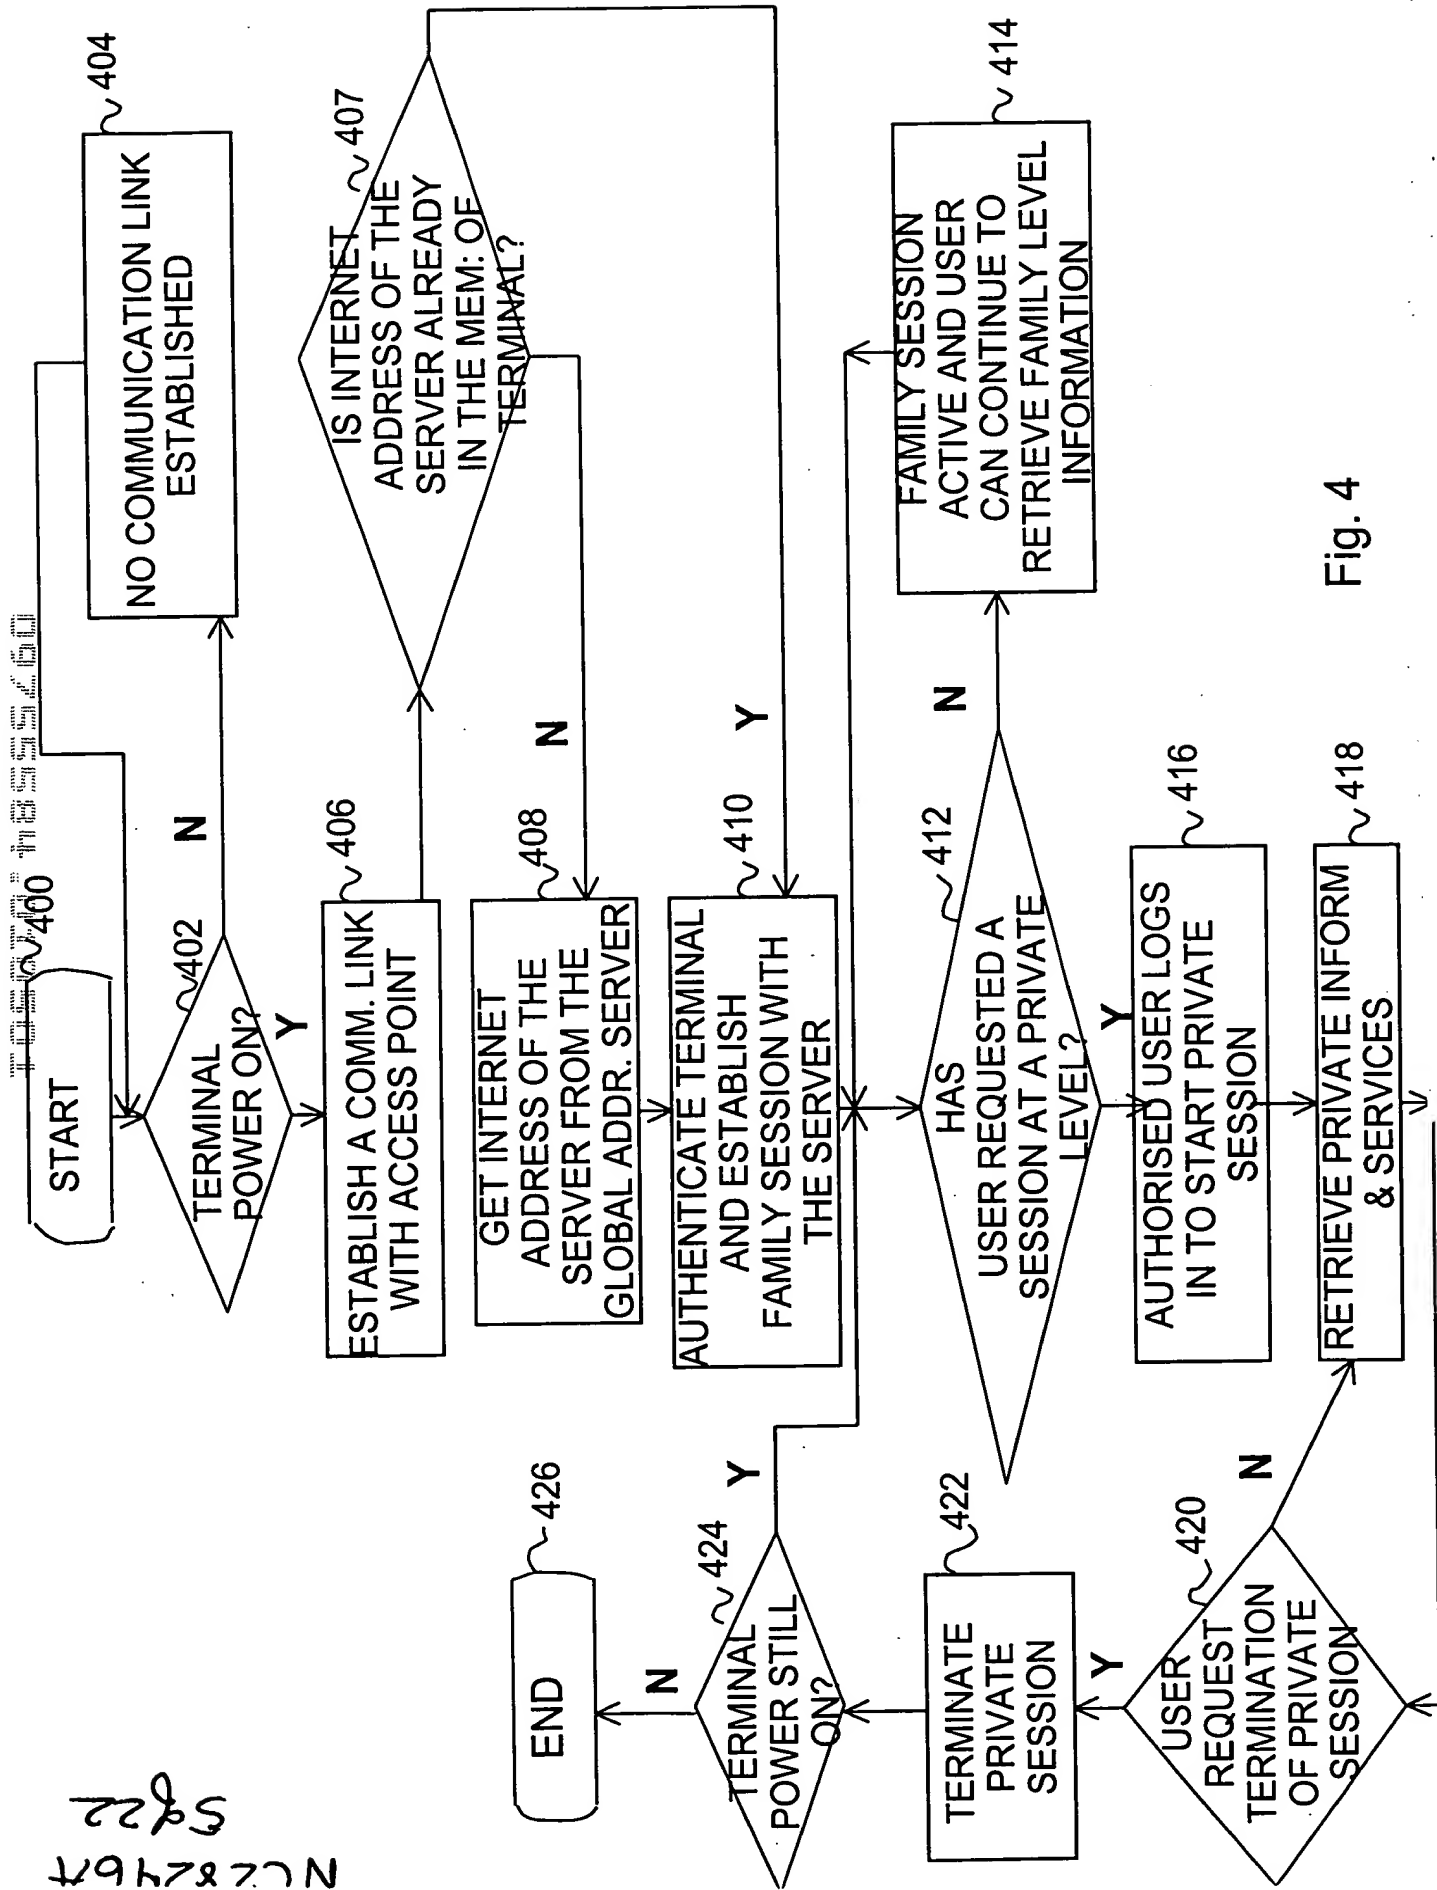 START
400
TERMINAL
POWER ON?
402
N
NO COMMUNICATION LINK
ESTABLISHED
404
Y
ESTABLISH A COMM. LINK
WITH ACCESS POINT
406
IS INTERNET
ADDRESS OF THE
SERVER ALREADY
IN THE MEM: OF
TERMINAL?
407
N
GET INTERNET
ADDRESS OF THE
SERVER FROM THE
GLOBAL ADDR. SERVER
408
Y
AUTHENTICATE TERMINAL
AND ESTABLISH
FAMILY SESSION WITH
THE SERVER
410
HAS
USER REQUESTED A
SESSION AT A PRIVATE
LEVEL?
412
N
FAMILY SESSION
ACTIVE AND USER
CAN CONTINUE TO
RETRIEVE FAMILY LEVEL
INFORMATION
414
Y
AUTHORISED USER LOGS
IN TO START PRIVATE
SESSION
416
RETRIEVE PRIVATE INFORM
& SERVICES
418
USER
REQUEST
TERMINATION
OF PRIVATE
SESSION
420
N
Y
TERMINATE
PRIVATE
SESSION
422
TERMINAL
POWER STILL
ON?
424
Y
N
END
426
Fig. 4